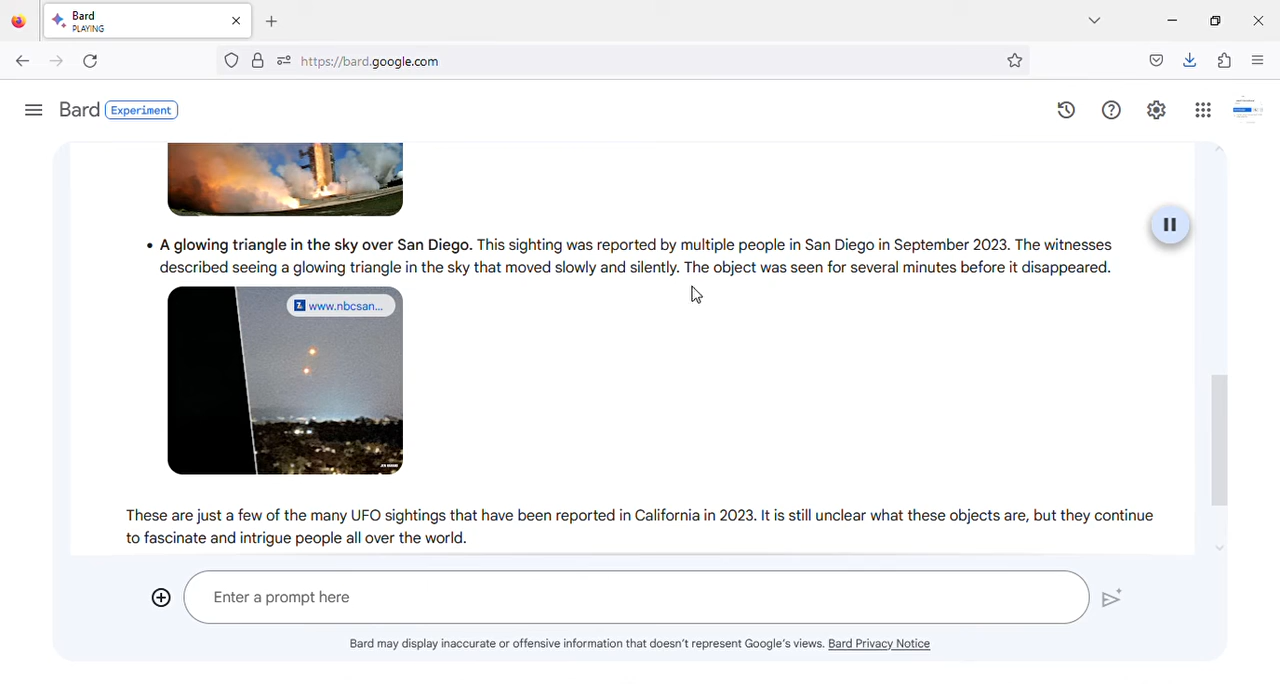 Bard
PLAYING
https://bard.google.com
Bard Experiment
• A glowing triangle in the sky over San Diego. This sighting was reported by multiple people in San Diego in September 2023. The witnesses
described seeing a glowing triangle in the sky that moved slowly and silently. The object was seen for several minutes before it disappeared.
www.nbcsan...
These are just a few of the many UFO sightings that have been reported in California in 2023. It is still unclear what these objects are, but they continue
to fascinate and intrigue people all over the world.
Enter a prompt here
Bard may display inaccurate or offensive information that doesn't represent Google's views. Bard Privacy Notice